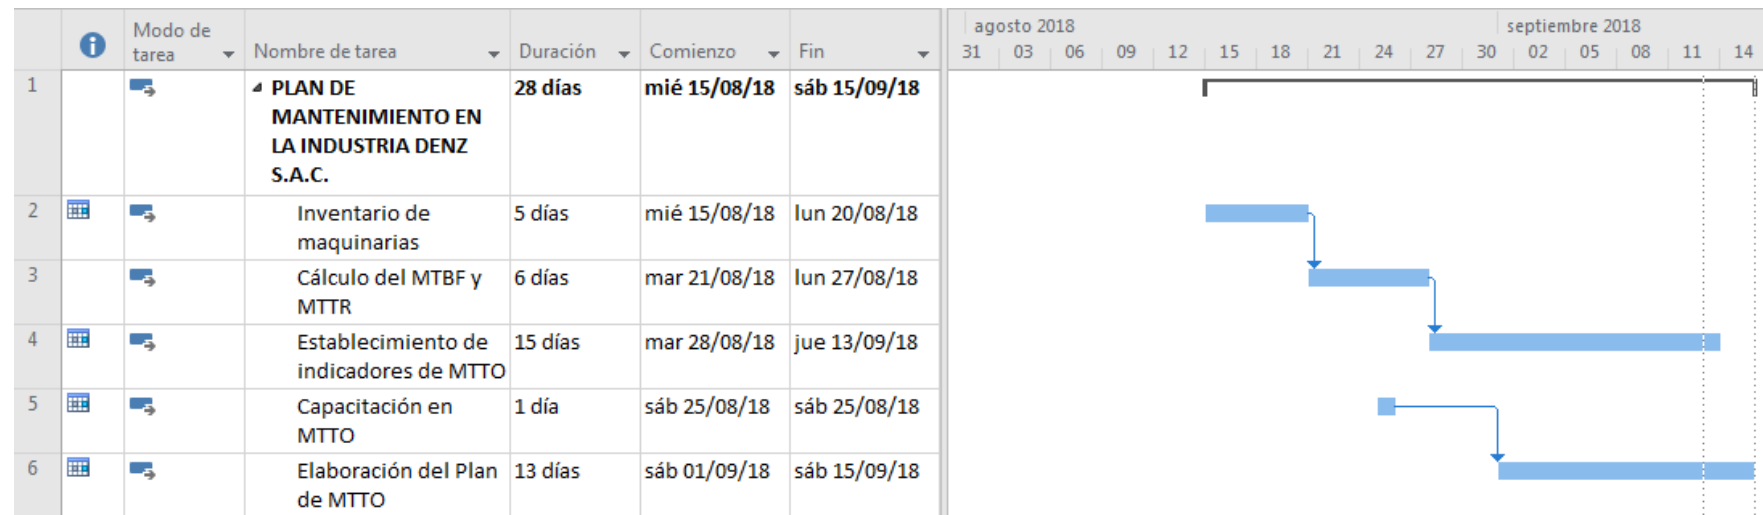 agosto 2018 septiembre 2018
Modo de
tarea Nombre de tarea Duración Comienzo Fin 31 03 06 09 12 15 18 21 24 27 30 02 05 08 11 14
1 PLAN DE 28 días mié 15/08/18 sáb 15/09/18
MANTENIMIENTO EN
LA INDUSTRIA DENZ
S.A.C.
2 Inventario de 5 días mié 15/08/18 lun 20/08/18
maquinarias
3 Cálculo del MTBF y 6 días mar 21/08/18 lun 27/08/18
MTTR
4 Establecimiento de 15 días mar 28/08/18 jue 13/09/18
indicadores de MTTO
5 Capacitación en 1 día sáb 25/08/18 sáb 25/08/18
MTTO
6 Elaboración del Plan 13 días sáb 01/09/18 sáb 15/09/18
de MTTO